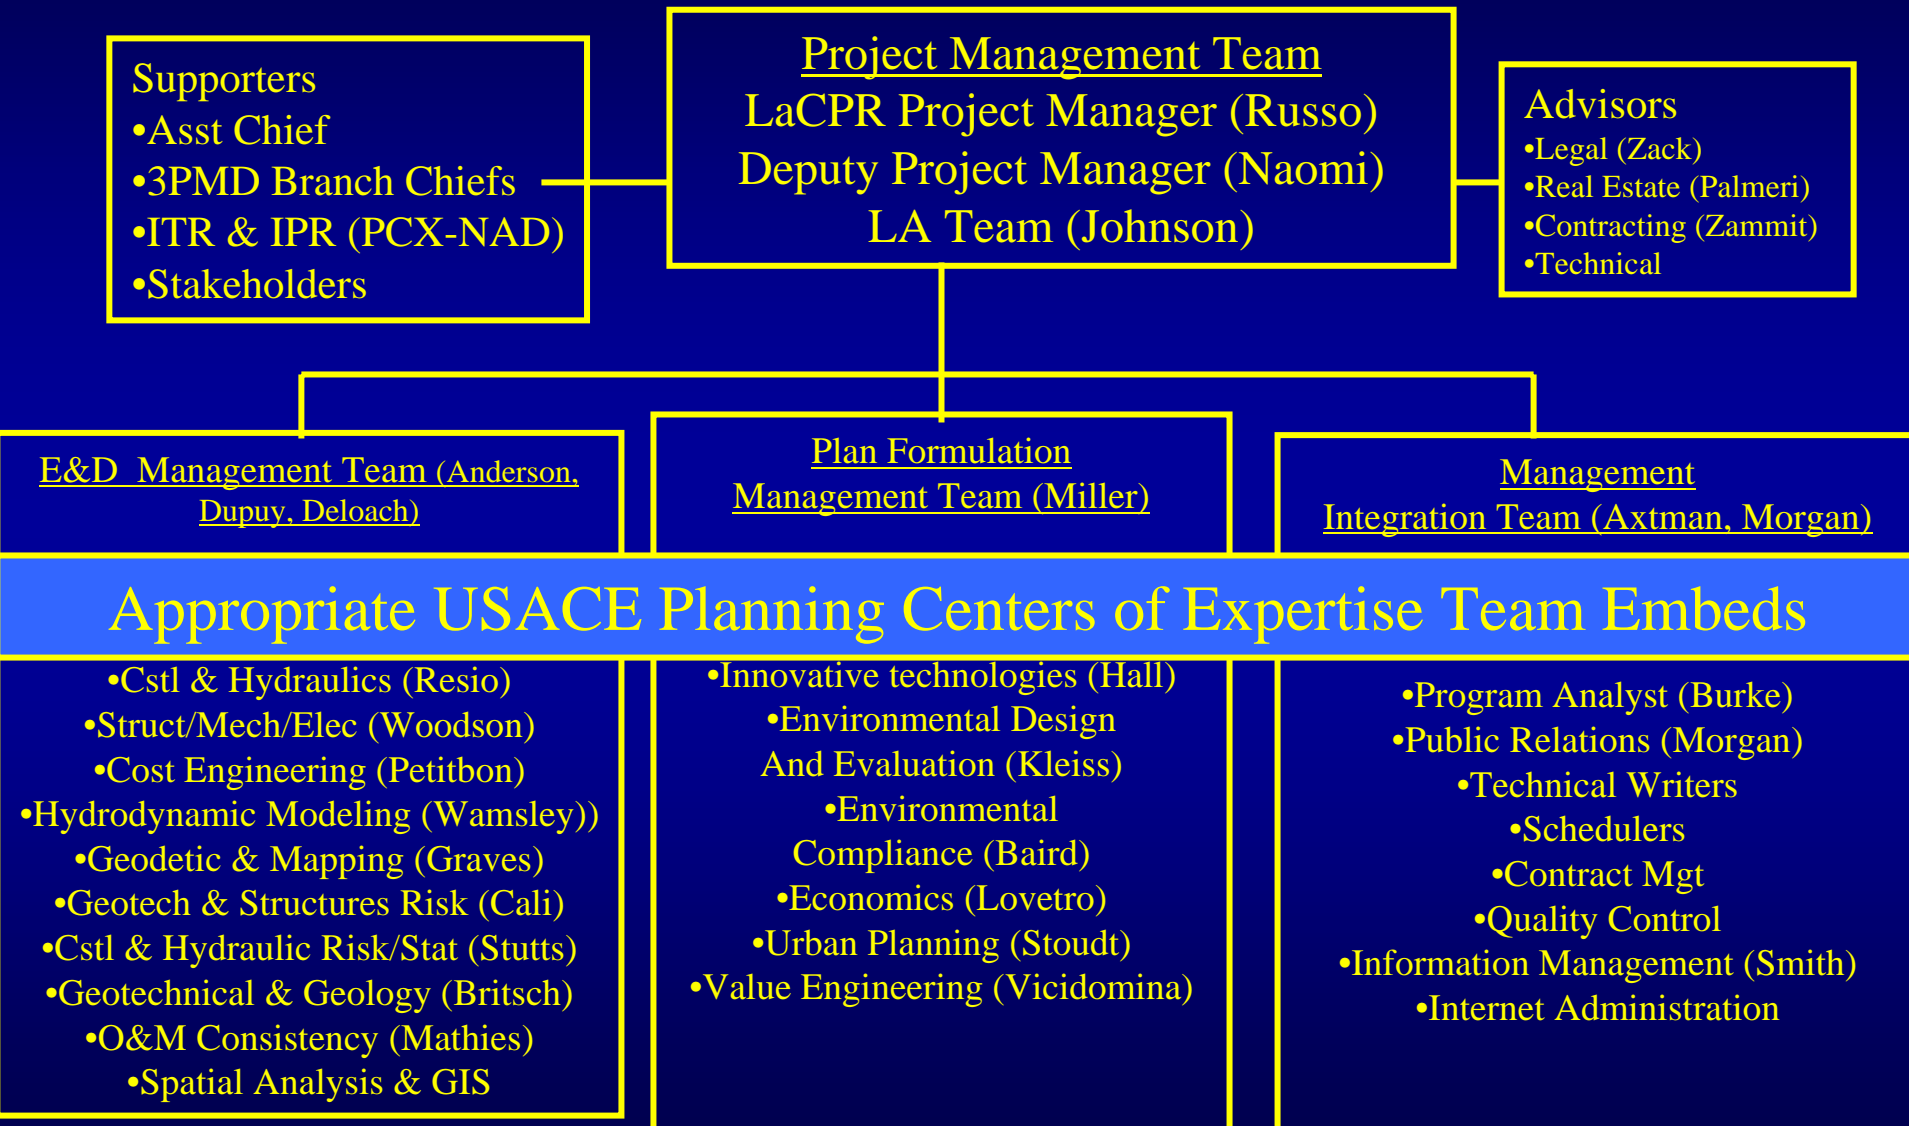 Supporters
•Asst Chief
•3PMD Branch Chiefs
•ITR & IPR (PCX-NAD)
•Stakeholders
Project Management Team
LaCPR Project Manager (Russo)
Deputy Project Manager (Naomi)
LA Team (Johnson)
Advisors
•Legal (Zack)
•Real Estate (Palmeri)
•Contracting (Zammit)
•Technical
E&D  Management Team (Anderson,
Dupuy, Deloach)
Plan Formulation
Management Team (Miller)
Management
Integration Team (Axtman, Morgan)
Appropriate USACE Planning Centers of Expertise Team Embeds
•Cstl & Hydraulics (Resio)
•Struct/Mech/Elec (Woodson)
•Cost Engineering (Petitbon)
•Hydrodynamic Modeling (Wamsley))
•Geodetic & Mapping (Graves)
•Geotech & Structures Risk (Cali)
•Cstl & Hydraulic Risk/Stat (Stutts)
•Geotechnical & Geology (Britsch)
•O&M Consistency (Mathies)
•Spatial Analysis & GIS
•Innovative technologies (Hall)
•Environmental Design
And Evaluation (Kleiss)
•Environmental
Compliance (Baird)
•Economics (Lovetro)
•Urban Planning (Stoudt)
•Value Engineering (Vicidomina)
•Program Analyst (Burke)
•Public Relations (Morgan)
•Technical Writers
•Schedulers
•Contract Mgt
•Quality Control
•Information Management (Smith)
•Internet Administration